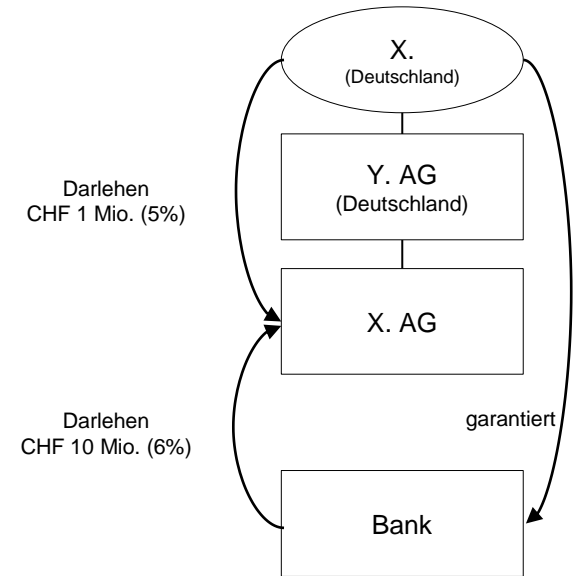 X.
(Deutschland)
Y. AG
(Deutschland)
Darlehen
CHF 1 Mio. (5%)
X. AG
Darlehen
CHF 10 Mio. (6%)
garantiert
Bank